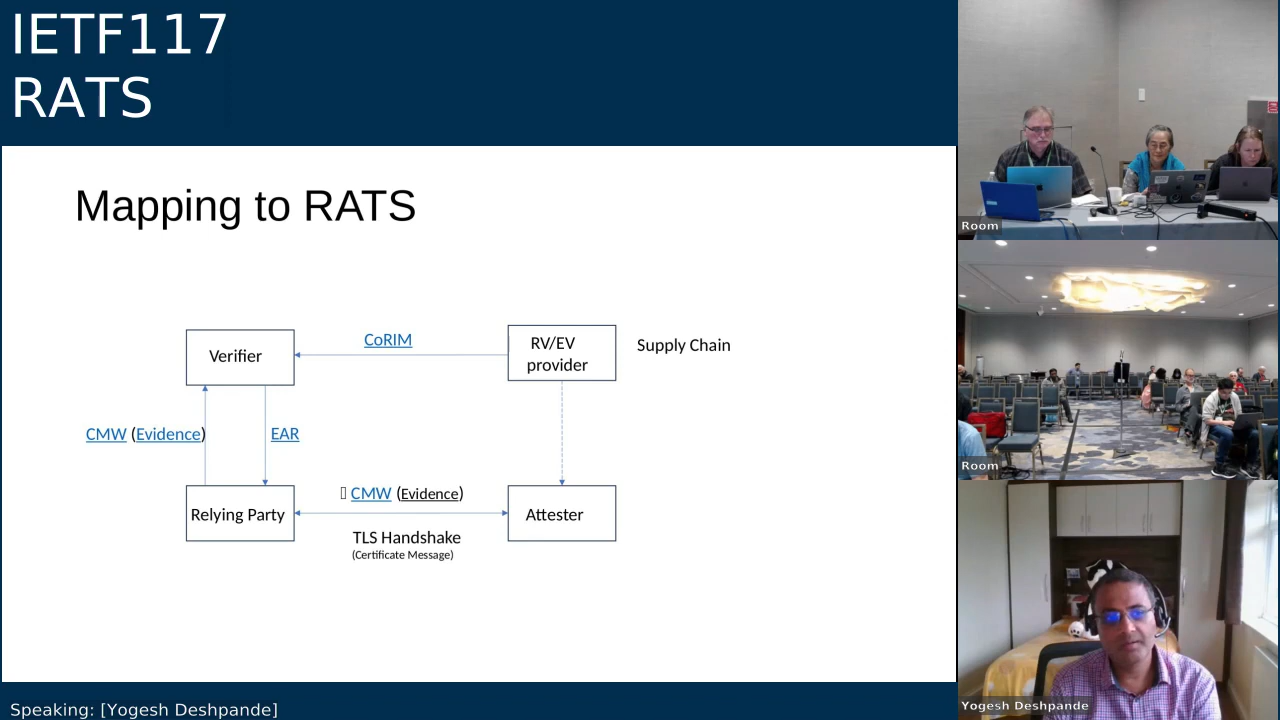 IETF117
RATS
Mapping to RATS
Verifier
CoRIM
RV/EV
provider
Supply Chain
CMW (Evidence)
EAR
Relying Party
CMW (Evidence)
TLS Handshake
(Certificate Message)
Attester
Speaking: [Yogesh Deshpande]
Room
Room
Yogesh Deshpande